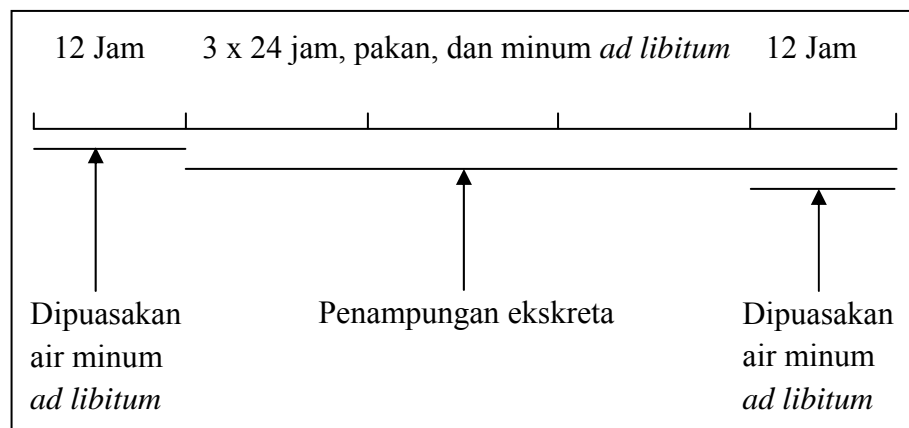 12 Jam 3 x 24 jam, pakan, dan minum ad libitum 12 Jam
Dipuasakan
air minum
ad libitum
Penampungan ekskreta
Dipuasakan
air minum
ad libitum